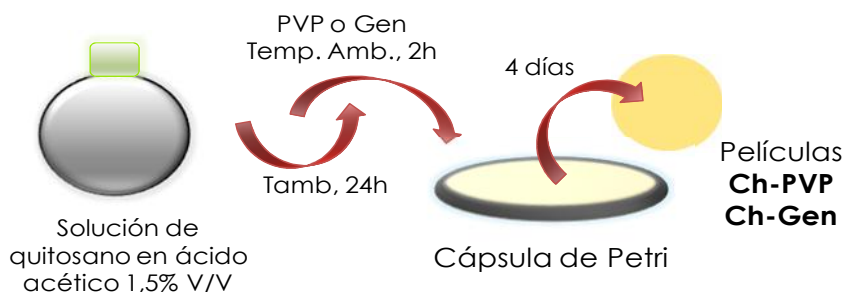 PVP o Gen
Temp. Amb., 2h
4 días
Tamb, 24h
Películas
Ch-PVP
Ch-Gen
Solución de
quitosano en ácido
acético 1,5% V/V
Cápsula de Petri